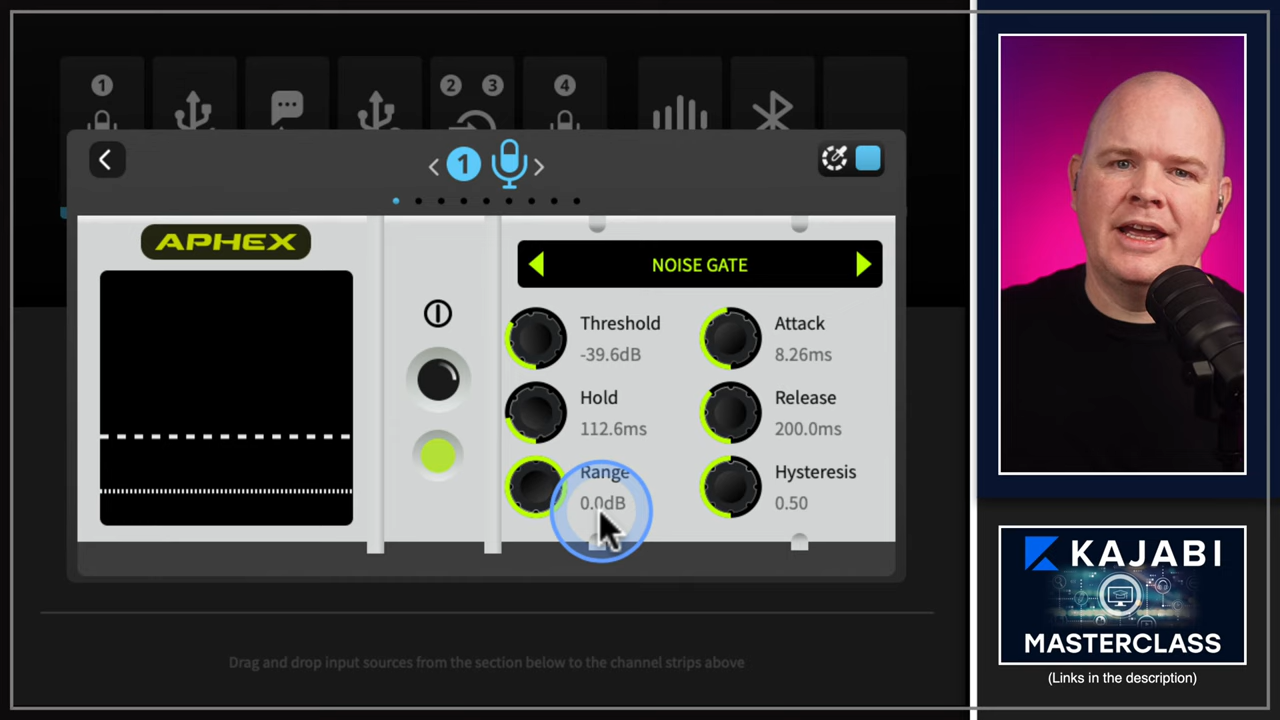 1
2
3
4
1
APHEX
NOISE GATE
Threshold
-39.6dB
Attack
8.26ms
Hold
112.6ms
Release
200.0ms
Range
0.0dB
Hysteresis
0.50
Drag and drop input sources from the section below to the channel strips above
KAJABI
MASTERCLASS
(Links in the description)